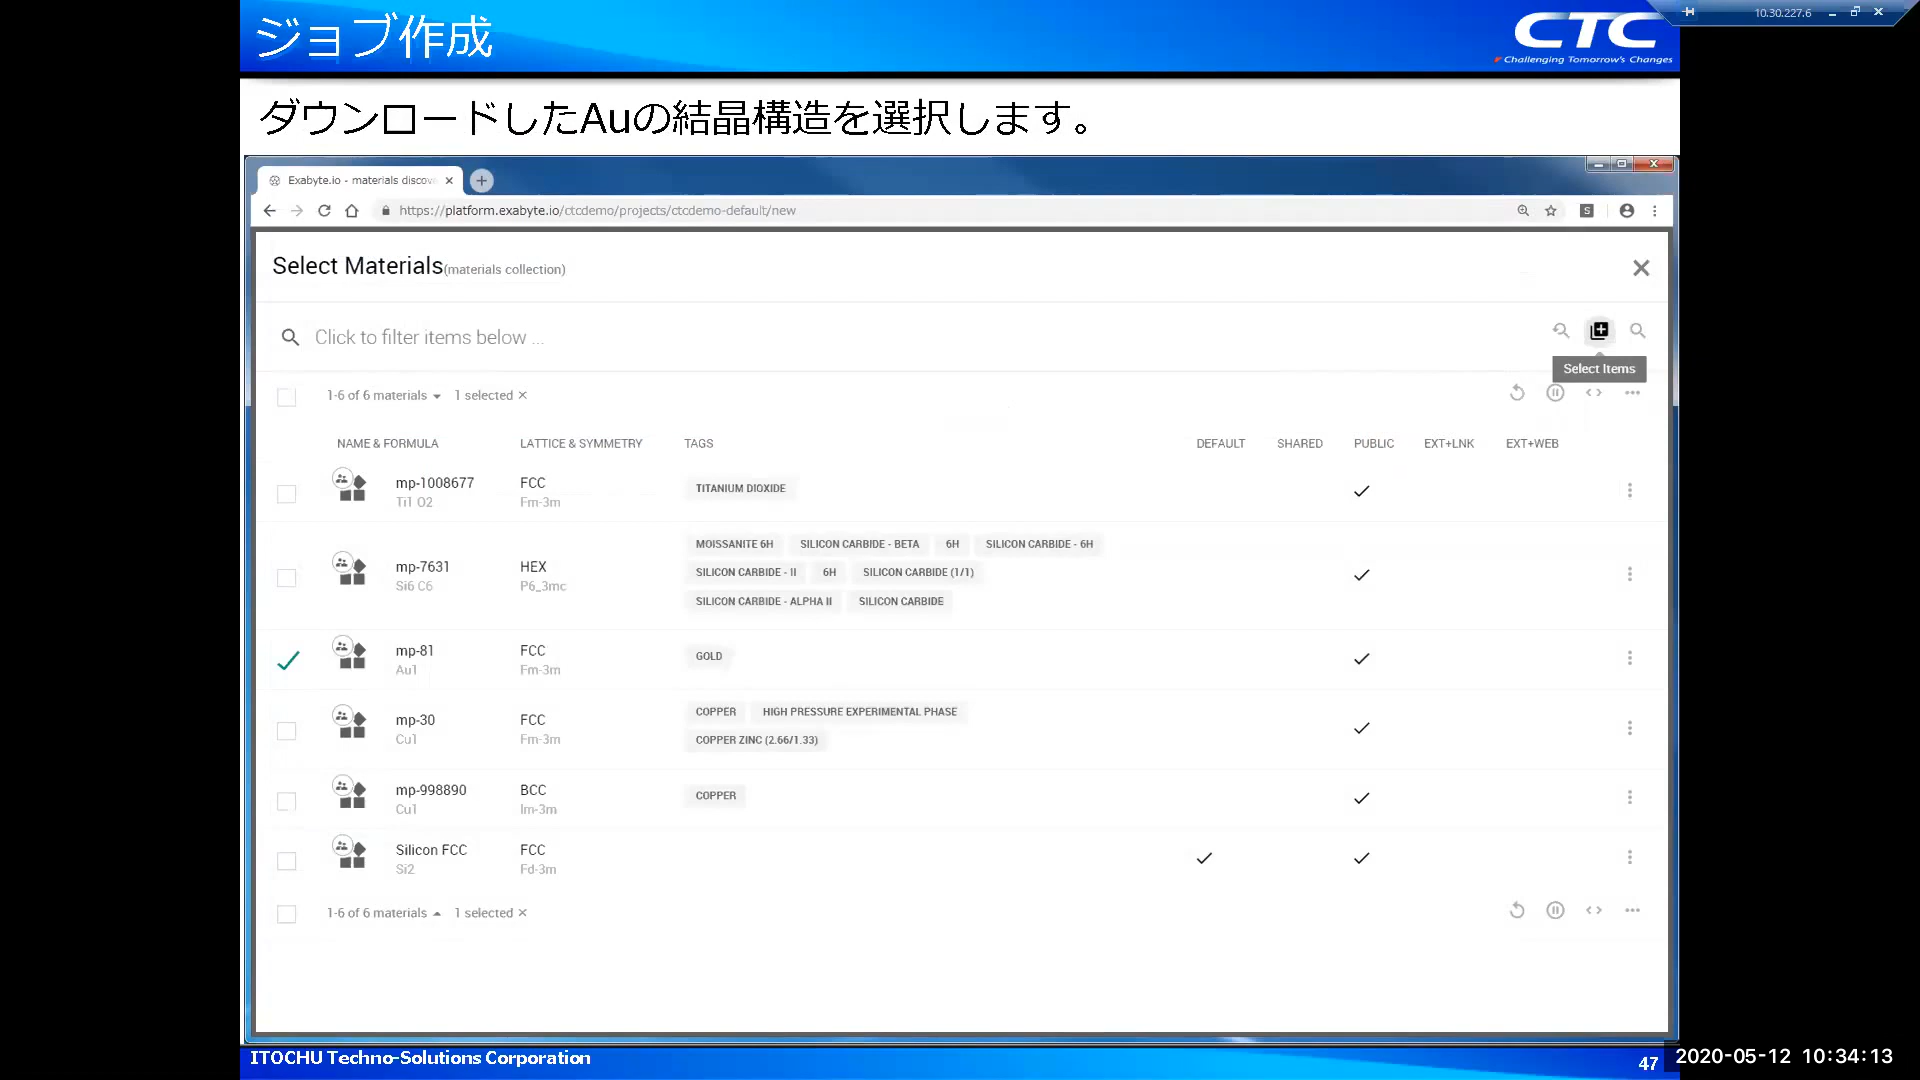 ジョブ作成
CTC
Challenging Tomorrow's Changes
10.30.227.6
ダウンロードしたAuの結晶構造を選択します。
Exabyte.io - materials discov
https://platform.exabyte.io/ctcdemo/projects/ctcdemo-default/new
Select Materials(materials collection)
Click to filter items below ...
Select Items
1-6 of 6 materials 1 selected ×
NAME & FORMULA LATTICE & SYMMETRY TAGS DEFAULT SHARED PUBLIC EXT+LNK EXT+WEB
mp-1008677 FCC TITANIUM DIOXIDE
Ti1 O2 Fm-3m
MOISSANITE 6H SILICON CARBIDE - BETA 6H SILICON CARBIDE - 6H
mp-7631 HEX SILICON CARBIDE - II 6H SILICON CARBIDE (1/1)
Si6 C6 P6_3mc
SILICON CARBIDE - ALPHA II SILICON CARBIDE
mp-81 FCC GOLD
Au1 Fm-3m
COPPER HIGH PRESSURE EXPERIMENTAL PHASE
mp-30 FCC
Cu1 Fm-3m COPPER ZINC (2.66/1.33)
mp-998890 BCC COPPER
Cu1 Im-3m
Silicon FCC FCC
Si2 Fd-3m
1-6 of 6 materials 1 selected ×
ITOCHU Techno-Solutions Corporation
47
2020-05-12 10:34:13